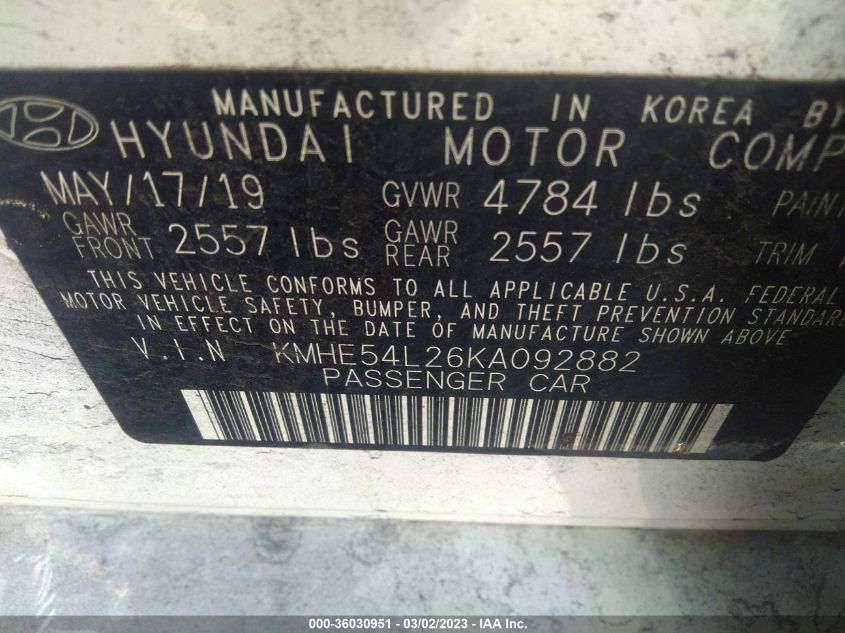 MANUFACTURED IN KOREA BY
HYUNDAI MOTOR
MAY/17/19 GVWR 4784 lbs
GAWR FRONT 2557 lbs GAWR REAR 2557 lbs TRIM
THIS VEHICLE CONFORMS TO ALL APPLICABLE U.S.A. FEDERAL
MOTOR VEHICLE SAFETY, BUMPER, AND THEFT PREVENTION
IN EFFECT ON THE DATE OF MANUFACTURE SHOWN ABOVE
V.I.N KMHE54L26KA092882
PASSENGER CAR
000-36030951 - 03/02/2023 - IAA Inc.